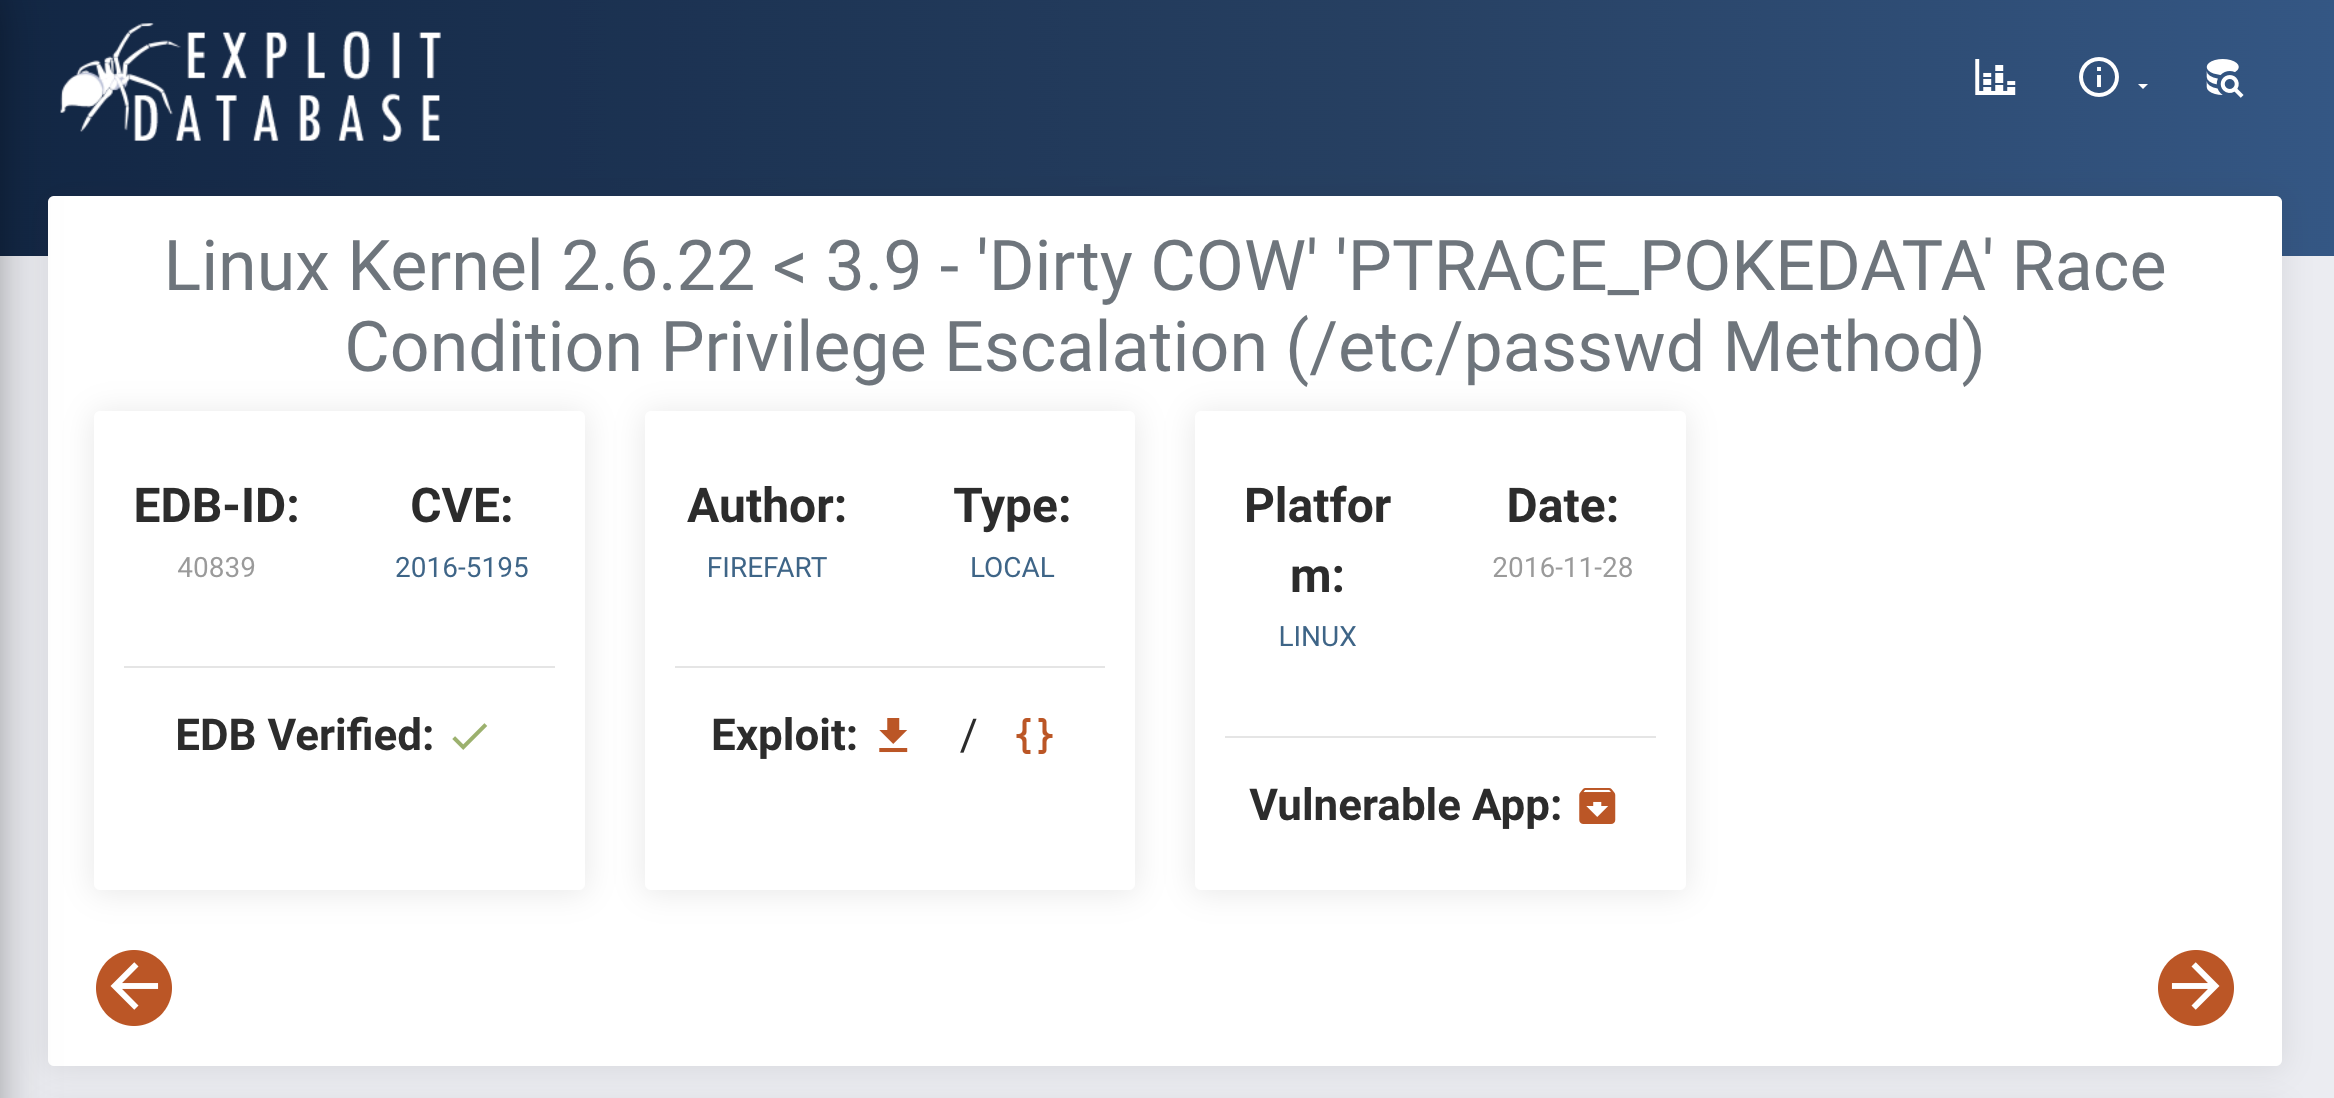 EXPLOIT
DATABASE
Linux Kernel 2.6.22 < 3.9 - 'Dirty COW' 'PTRACE_POKEDATA' Race
Condition Privilege Escalation (/etc/passwd Method)
EDB-ID:
40839
CVE:
2016-5195
EDB Verified:
Author:
FIREFART
Type:
LOCAL
Exploit: / {}
Platfor
m:
LINUX
Date:
2016-11-28
Vulnerable App: